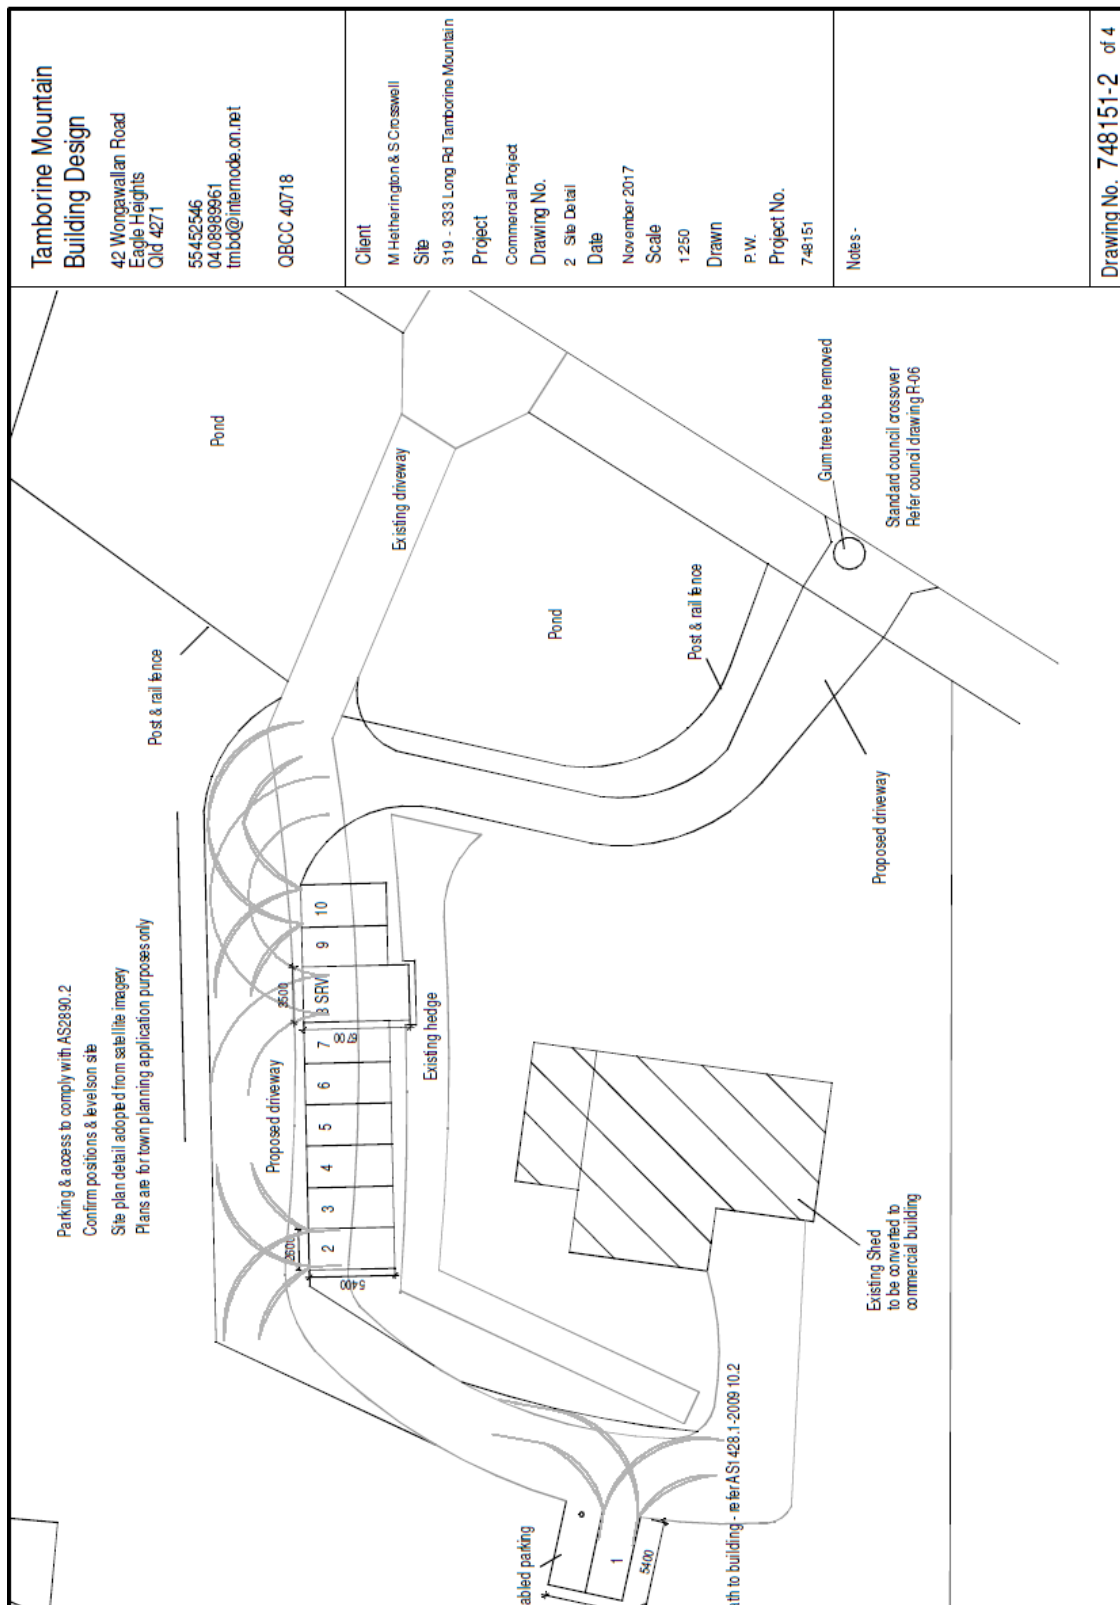 Tamborine Mountain
Building Design
42 Wongawallan Road
Eagle Heights
Qld 4271
55452546
0408989961
tmbd@internode.on.net
QBCC 40718
Client
M Hetherington & S Crosswell
Site
319 - 333 Long Rd Tamborine Mountain
Project
Commercial Project
Drawing No.
2 Site Detail
Date
November 2017
Scale
1:250
Drawn
P.W.
Project No.
748151
Notes -
Drawing No. 748151-2 of 4
Parking & access to comply with AS2890.2
Confirm positions & levels on site
Site plan detail adopted from satellite imagery
Plans are for town planning application purposes only
Post & rail fence
Pond
Existing driveway
Pond
Post & rail fence
Gum tree to be removed
Standard council crossover
Refer council drawing R-06
Proposed driveway
Proposed driveway
2600
5400
2
3
4
5
6
7
3500
SRV
9
10
Existing hedge
Existing Shed
to be converted to
commercial building
abled parking
1
5400
ath to building - refer AS1428.1-2009 10.2